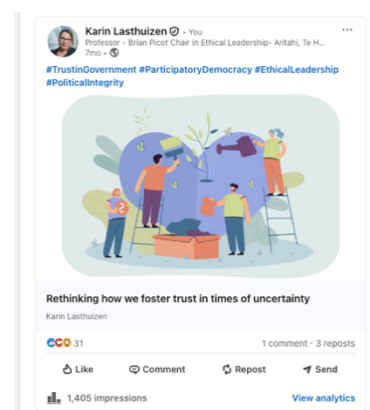 Karin Lasthuizen · You
Professor - Brian Picot Chair in Ethical Leadership- Aritahi, Te H...
7mo ·
#TrustinGovernment #ParticipatoryDemocracy #EthicalLeadership
#PoliticalIntegrity
Rethinking how we foster trust in times of uncertainty
Karin Lasthuizen
31 1 comment · 3 reposts
Like Comment Repost Send
1,405 impressions View analytics